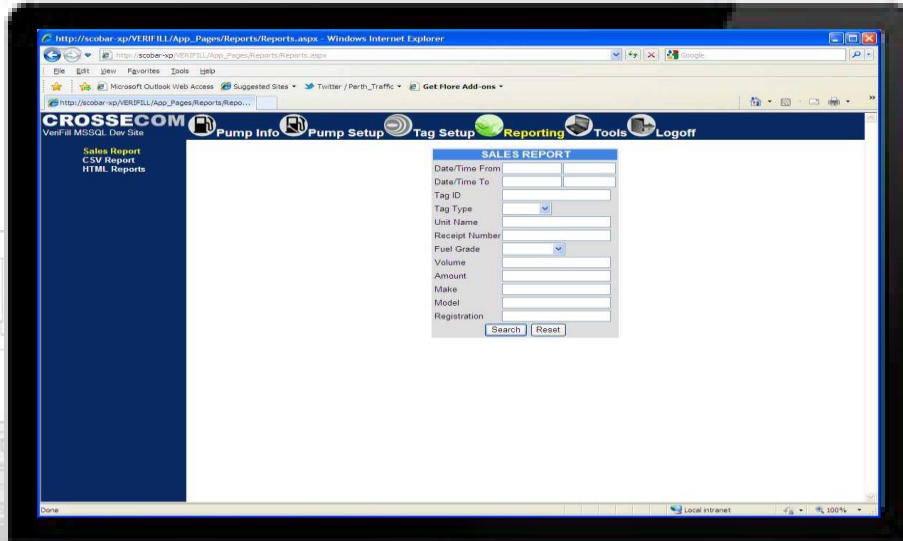 http://scobar-xp/VERIFILL/App_Pages/Reports/Reports.aspx - Windows Internet Explorer
http://scobar-xp/VERIFILL/App_Pages/Reports/Reports.aspx
Google
File Edit View Favorites Tools Help
Microsoft Outlook Web Access Suggested Sites Twitter / Perth_Traffic Get More Add-ons
http://scobar-xp/VERIFILL/App_Pages/Reports/Repo...
CROSSECOM
VeriFill MSSQL Dev Site
Pump Info Pump Setup Tag Setup Reporting Tools Logoff
Sales Report
CSV Report
HTML Reports
SALES REPORT
Date/Time From
Date/Time To
Tag ID
Tag Type
Unit Name
Receipt Number
Fuel Grade
Volume
Amount
Make
Model
Registration
Search Reset
Done
Local intranet
100%